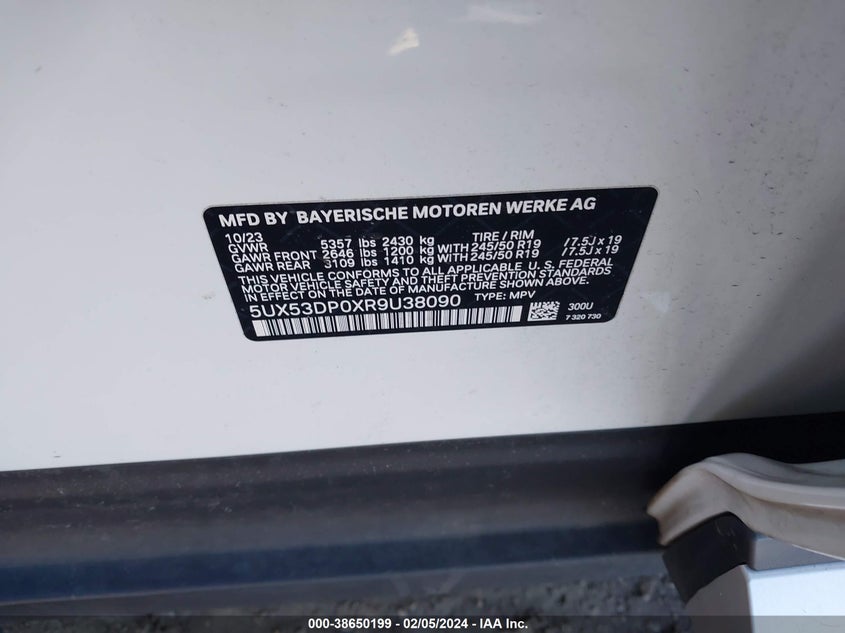 MFD BY BAYERISCHE MOTOREN WERKE AG
10/23
GVWR 5357 lbs 2430 kg TIRE / RIM
GAWR FRONT 2646 lbs 1200 kg WITH 245/50 R19 / 7.5J x 19
GAWR REAR 3109 lbs 1410 kg WITH 245/50 R19 / 7.5J x 19
THIS VEHICLE CONFORMS TO ALL APPLICABLE U.S. FEDERAL
MOTOR VEHICLE SAFETY AND THEFT PREVENTION STANDARDS
IN EFFECT ON THE DATE OF MANUFACTURE SHOWN ABOVE.
5UX53DP0XR9U38090 TYPE: MPV
300U
7 320 730
000-38650199 - 02/05/2024 - IAA Inc.